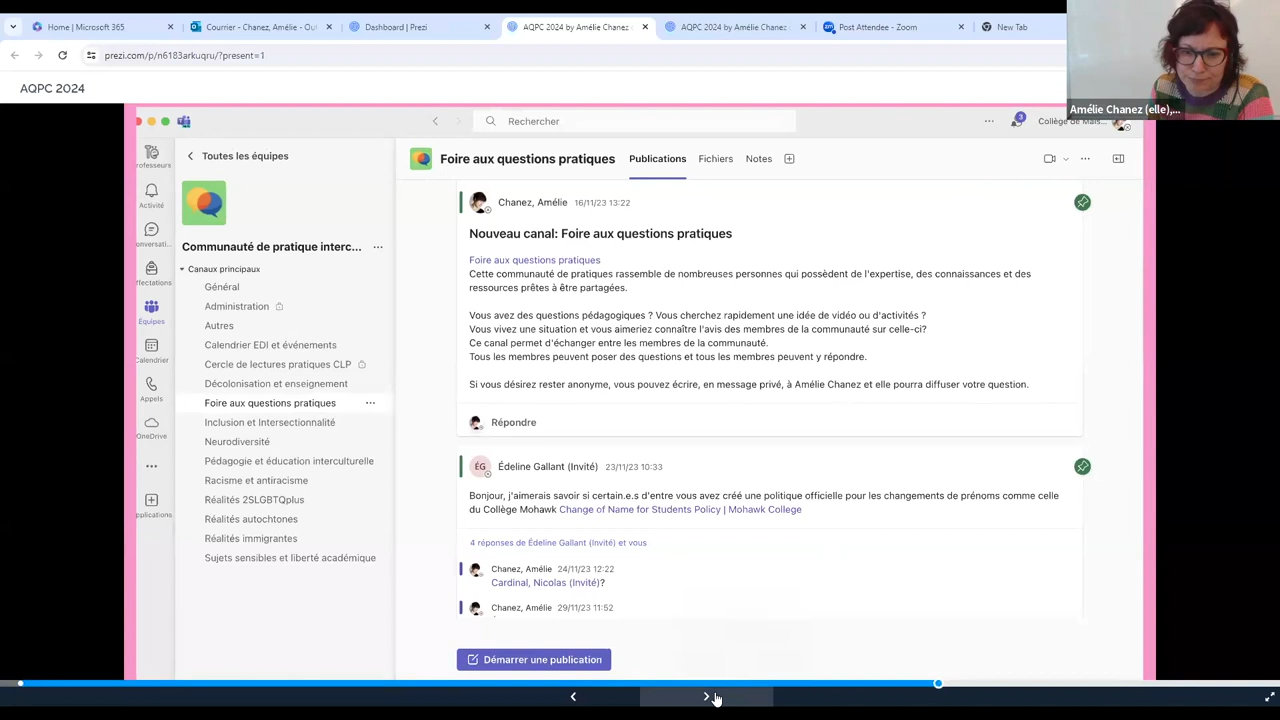 Home | Microsoft 365
Courrier - Chanez, Amélie - Ou
Dashboard | Prezi
AQPC 2024 by Amélie Chanez
AQPC 2024 by Amélie Chanez
Post Attendee - Zoom
New Tab
prezi.com/p/n6183arkuqru/?present=1
AQPC 2024
Amélie Chanez (elle),...
Rechercher
3
Collège de Mais...
rofesseurs
Activité
onversati...
ffectations
Équipes
Calendrier
Appels
OneDrive
pplications
Toutes les équipes
Communauté de pratique interc...
Canaux principaux
Général
Administration
Autres
Calendrier EDI et événements
Cercle de lectures pratiques CLP
Décolonisation et enseignement
Foire aux questions pratiques
Inclusion et Intersectionnalité
Neurodiversité
Pédagogie et éducation interculturelle
Racisme et antiracisme
Réalités 2SLGBTQplus
Réalités autochtones
Réalités immigrantes
Sujets sensibles et liberté académique
Foire aux questions pratiques Publications Fichiers Notes
Chanez, Amélie 16/11/23 13:22
Nouveau canal: Foire aux questions pratiques
Foire aux questions pratiques
Cette communauté de pratiques rassemble de nombreuses personnes qui possèdent de l'expertise, des connaissances et des
ressources prêtes à être partagées.
Vous avez des questions pédagogiques ? Vous cherchez rapidement une idée de vidéo ou d'activités ?
Vous vivez une situation et vous aimeriez connaître l'avis des membres de la communauté sur celle-ci?
Ce canal permet d'échanger entre les membres de la communauté.
Tous les membres peuvent poser des questions et tous les membres peuvent y répondre.
Si vous désirez rester anonyme, vous pouvez écrire, en message privé, à Amélie Chanez et elle pourra diffuser votre question.
Répondre
ÉG Édeline Gallant (Invité) 23/11/23 10:33
Bonjour, j'aimerais savoir si certain.e.s d'entre vous avez créé une politique officielle pour les changements de prénoms comme celle
du Collège Mohawk Change of Name for Students Policy | Mohawk College
4 réponses de Édeline Gallant (Invité) et vous
Chanez, Amélie 24/11/23 12:22
Cardinal, Nicolas (Invité)?
Chanez, Amélie 29/11/23 11:52
Démarrer une publication